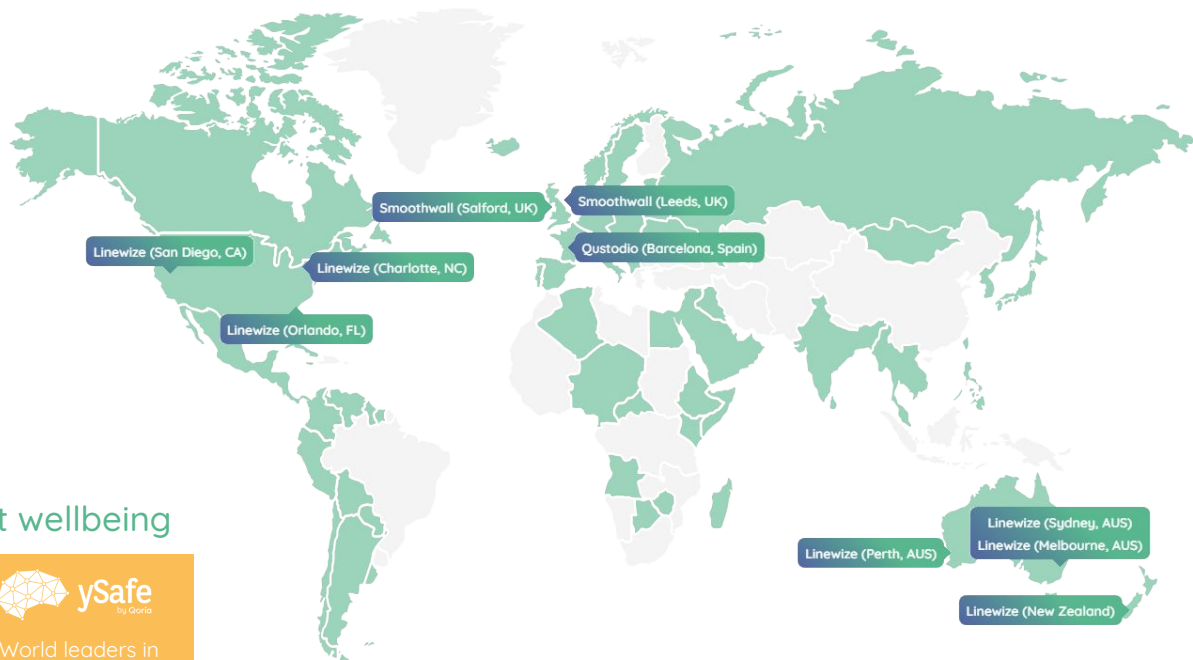 Smoothwall (Salford, UK)
Smoothwall (Leeds, UK)
Linewize (San Diego, CA)
Qustodio (Barcelona, Spain)
Linewize (Charlotte, NC)
Linewize (Orlando, FL)
t wellbeing
Linewize (Sydney, AUS)
Linewize (Melbourne, AUS)
Linewize (Perth, AUS)
ySafe
by Qoria
Linewize (New Zealand)
World leaders in